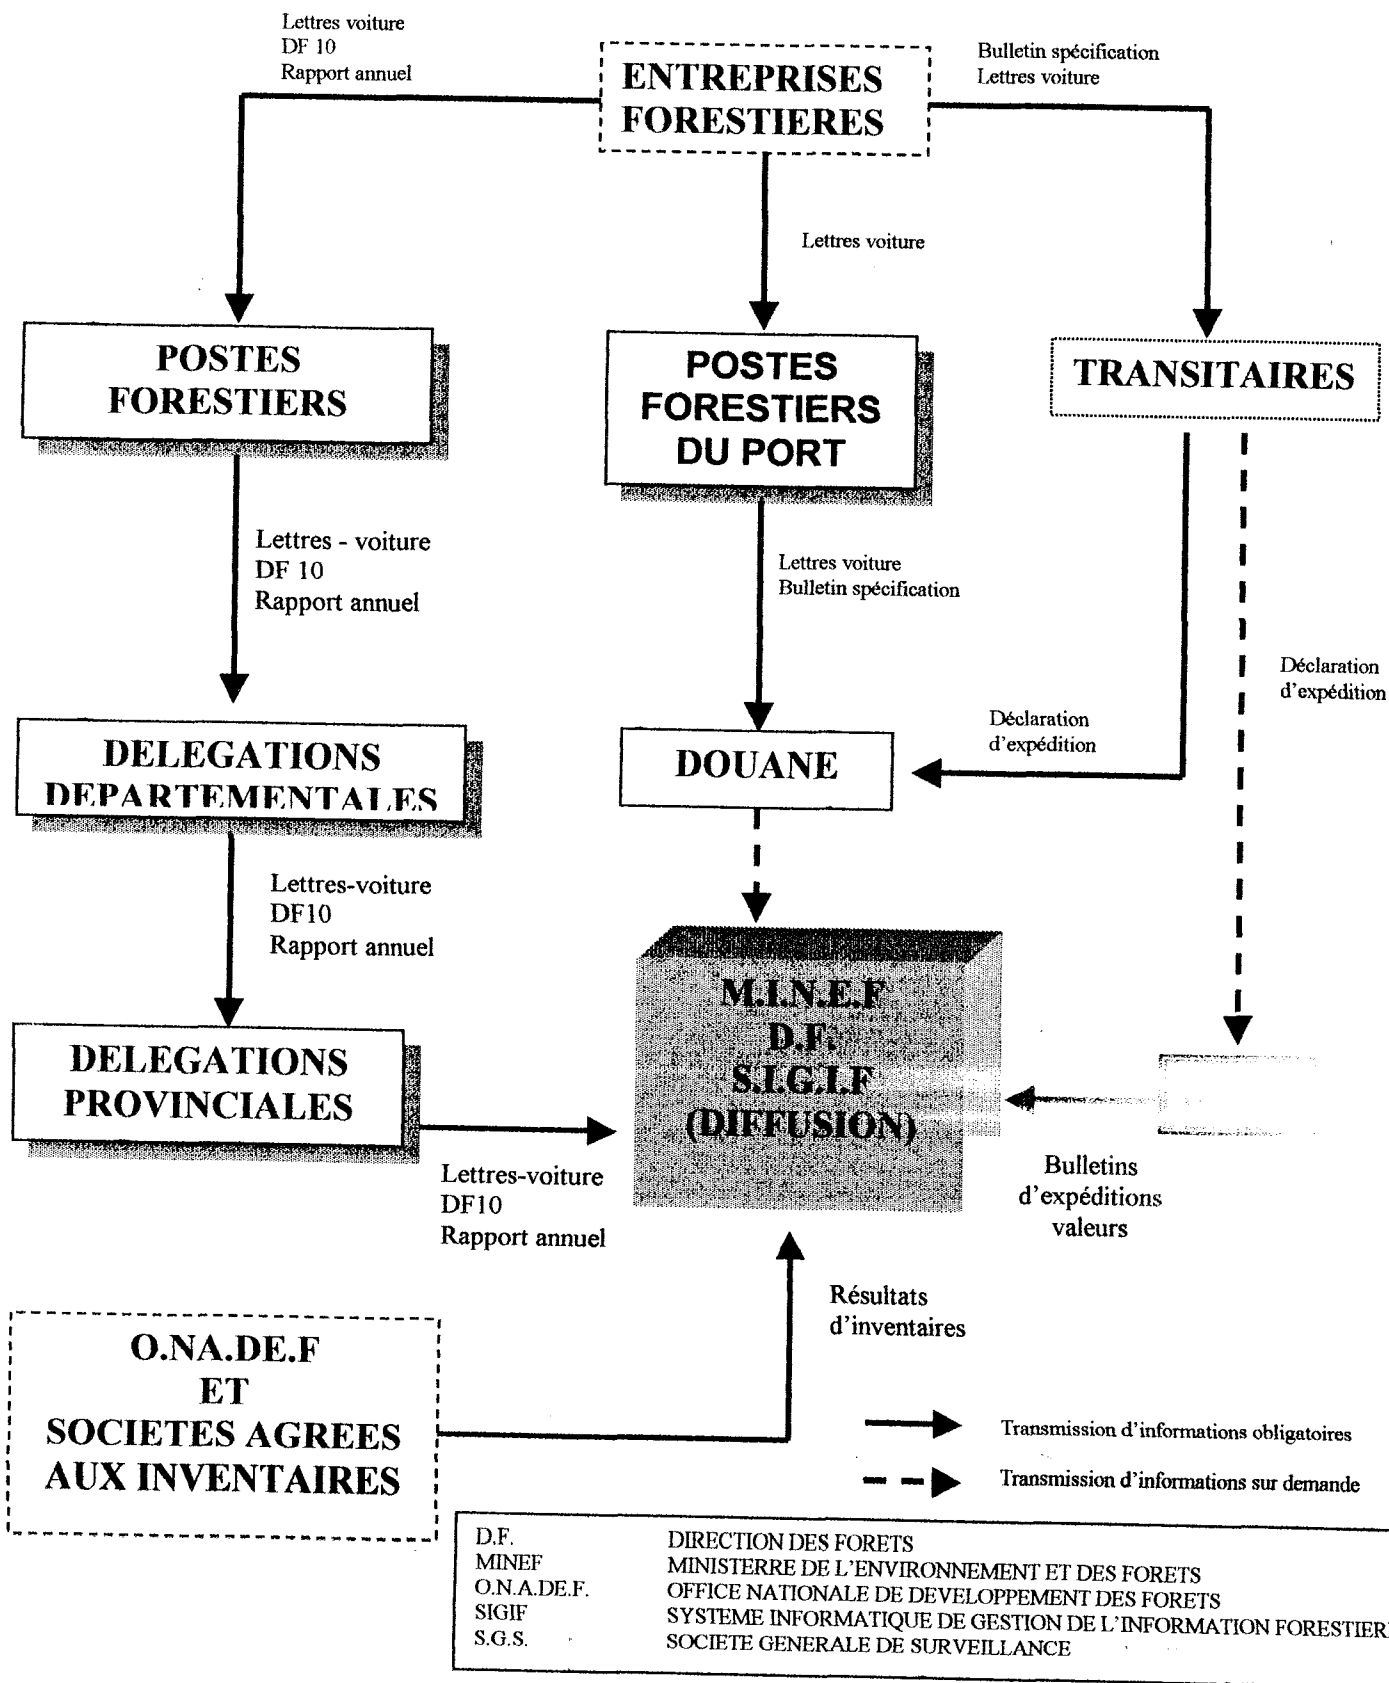 Lettres voiture
DF 10
Rapport annuel
ENTREPRISES
FORESTIERES
Bulletin spécification
Lettres voiture
Lettres voiture
POSTES
FORESTIERS
POSTES
FORESTIERS
DU PORT
TRANSITAIRES
Lettres - voiture
DF 10
Rapport annuel
Lettres voiture
Bulletin spécification
Déclaration
d'expédition
Déclaration
d'expédition
DELEGATIONS
DEPARTEMENTALES
DOUANE
Lettres-voiture
DF10
Rapport annuel
DELEGATIONS
PROVINCIALES
M.I.N.E.F
D.F.
S.I.G.I.F
(DIFFUSION)
Lettres-voiture
DF10
Rapport annuel
Bulletins
d'expéditions
valeurs
Résultats
d'inventaires
O.NA.DE.F
ET
SOCIETES AGREES
AUX INVENTAIRES
Transmission d'informations obligatoires
Transmission d'informations sur demande
D.F. DIRECTION DES FORETS
MINEF MINISTERRE DE L'ENVIRONNEMENT ET DES FORETS
O.N.A.DE.F. OFFICE NATIONALE DE DEVELOPPEMENT DES FORETS
SIGIF SYSTEME INFORMATIQUE DE GESTION DE L'INFORMATION FORESTIERE
S.G.S. SOCIETE GENERALE DE SURVEILLANCE